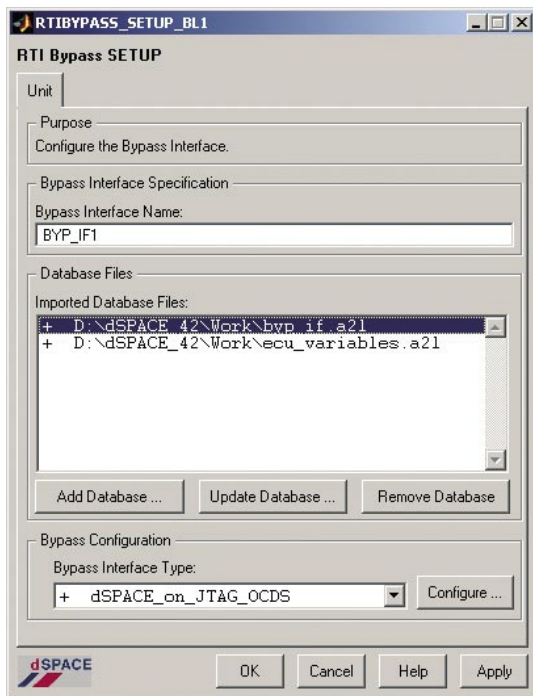 RTIBYPASS_SETUP_BL1
RTI Bypass SETUP
Unit
Purpose
Configure the Bypass Interface.
Bypass Interface Specification
Bypass Interface Name:
BYP_IF1
Database Files
Imported Database Files:
+ D:\dSPACE_42\Work\byp_if.a2l
+ D:\dSPACE_42\Work\ecu_variables.a2l
Add Database ... Update Database ... Remove Database
Bypass Configuration
Bypass Interface Type:
+ dSPACE_on_JTAG_OCDS Configure ...
dSPACE OK Cancel Help Apply